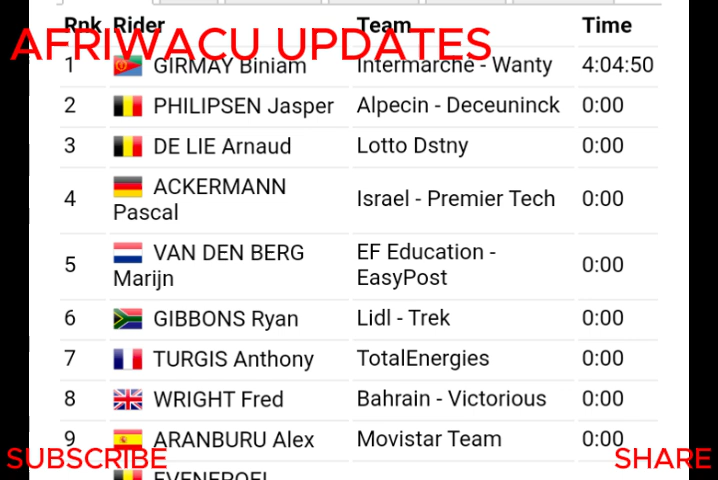 Rnk Rider Team Time
AFRIWACU UPDATES
1 GIRMAY Biniam Intermarché - Wanty 4:04:50
2 PHILIPSEN Jasper Alpecin - Deceuninck 0:00
3 DE LIE Arnaud Lotto Dstny 0:00
4 ACKERMANN Pascal Israel - Premier Tech 0:00
5 VAN DEN BERG Marijn EF Education - EasyPost 0:00
6 GIBBONS Ryan Lidl - Trek 0:00
7 TURGIS Anthony TotalEnergies 0:00
8 WRIGHT Fred Bahrain - Victorious 0:00
9 ARANBURU Alex Movistar Team 0:00
SUBSCRIBE SHARE
EVENEPOEL